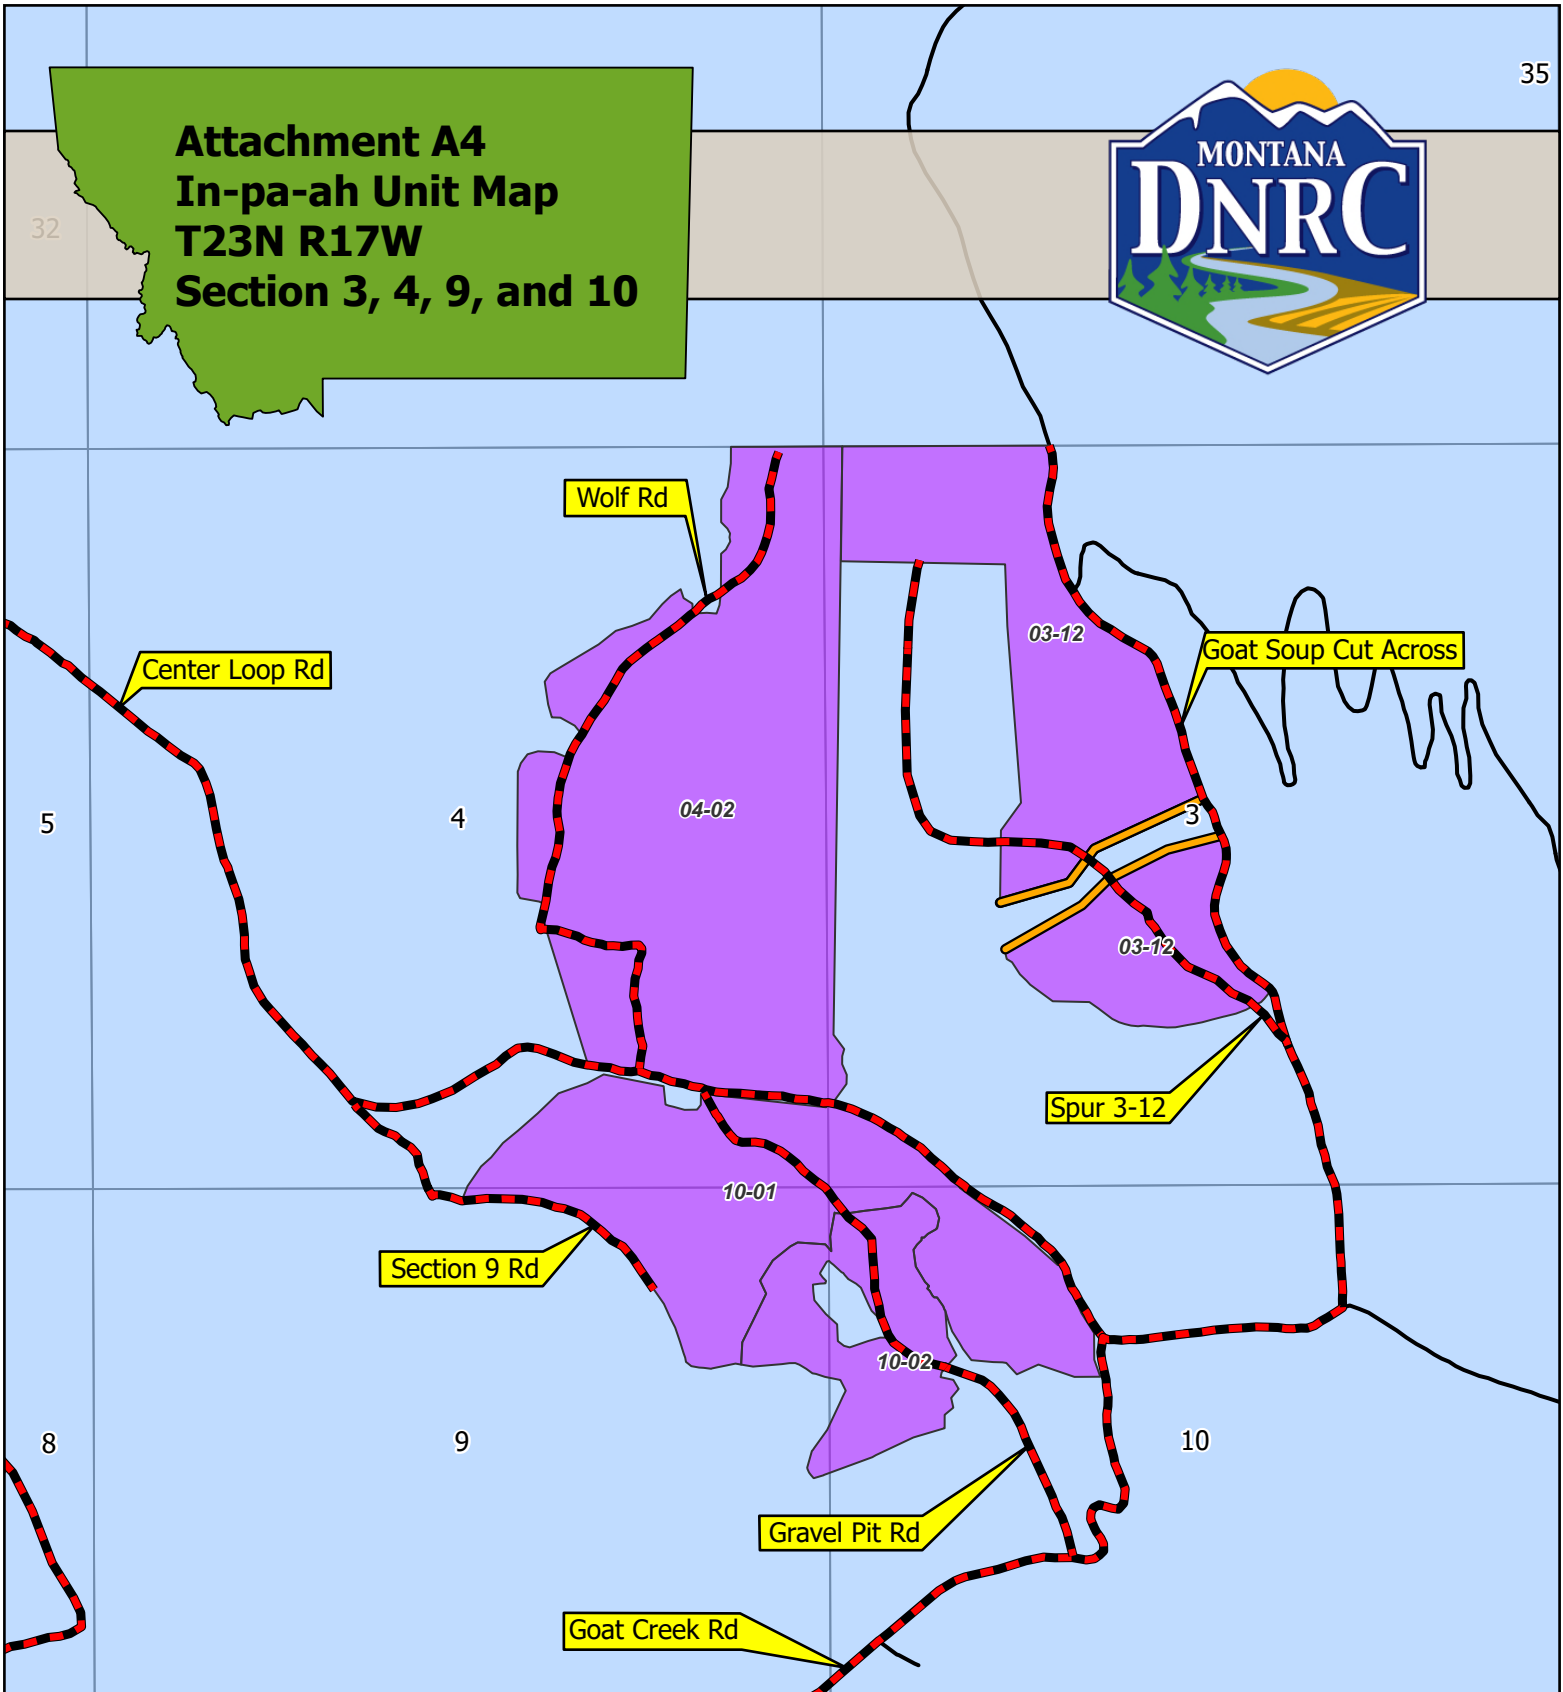 35
Attachment A4
In-pa-ah Unit Map
T23N R17W
Section 3, 4, 9, and 10
MONTANA
DNRC
32
Wolf Rd
03-12
Goat Soup Cut Across
Center Loop Rd
04-02
3
4
5
03-12
Spur 3-12
10-01
Section 9 Rd
10-02
8
9
10
Gravel Pit Rd
Goat Creek Rd